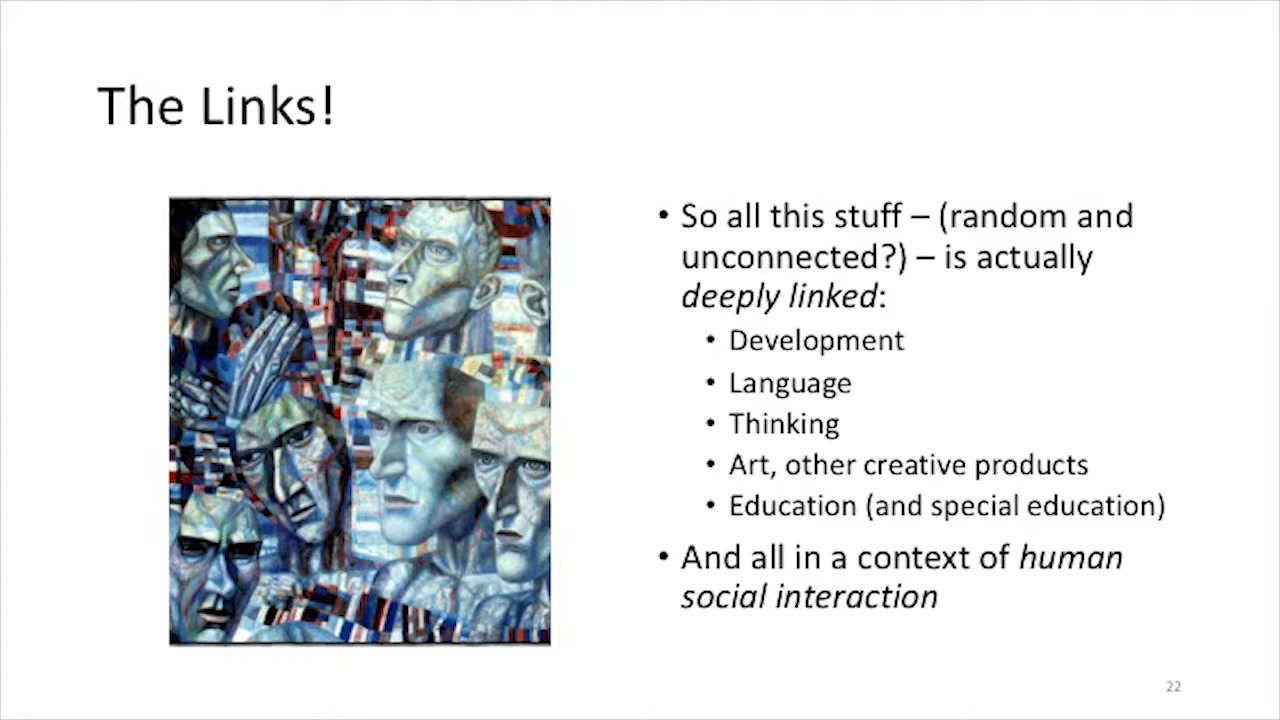 The Links!
• So all this stuff – (random and
unconnected?) – is actually
deeply linked:
• Development
• Language
• Thinking
• Art, other creative products
• Education (and special education)
• And all in a context of human
social interaction
22